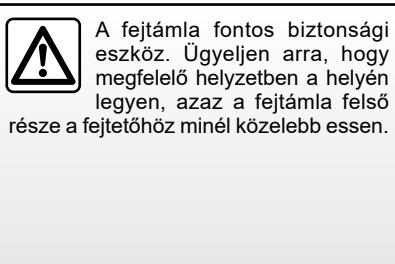 A fejtámla fontos biztonsági
eszköz. Ügyeljen arra, hogy
megfelelő helyzetben a helyén
legyen, azaz a fejtámla felső
része a fejtetőhöz minél közelebb essen.